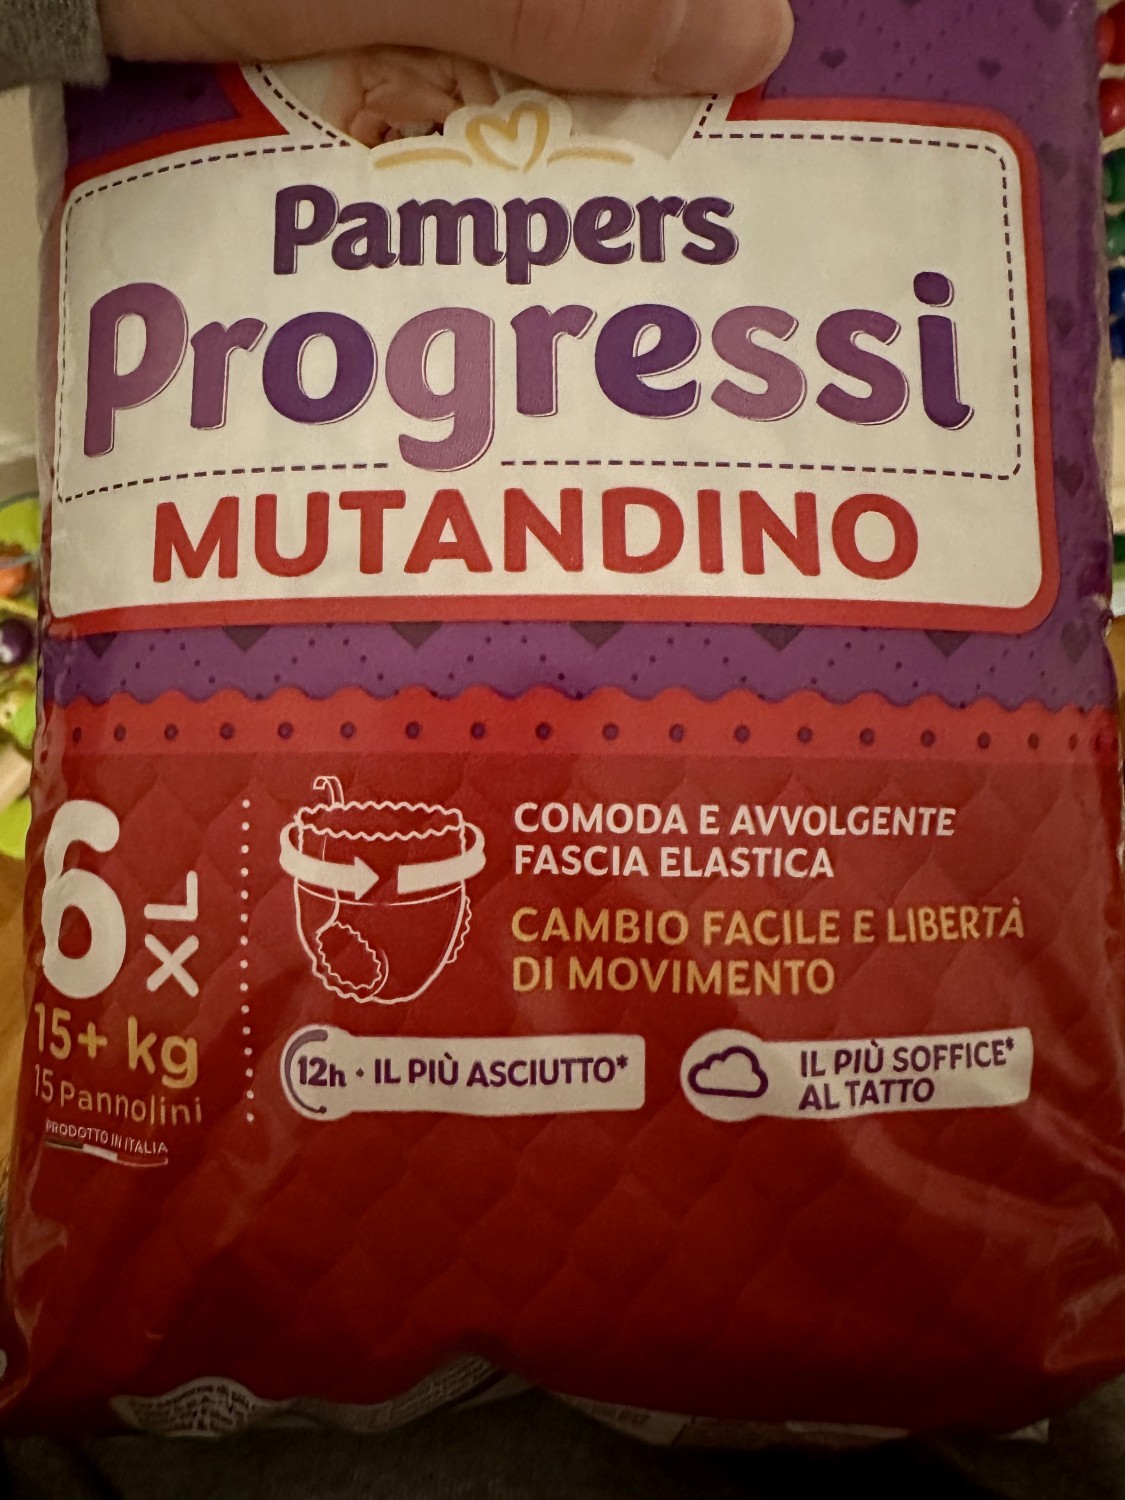 Pampers
Progressi
MUTANDINO
6
XL
15+ kg
15 Pannolini
PRODOTTO IN ITALIA
COMODA E AVVOLGENTE
FASCIA ELASTICA
CAMBIO FACILE E LIBERTÀ
DI MOVIMENTO
12h • IL PIÙ ASCIUTTO*
IL PIÙ SOFFICE*
AL TATTO